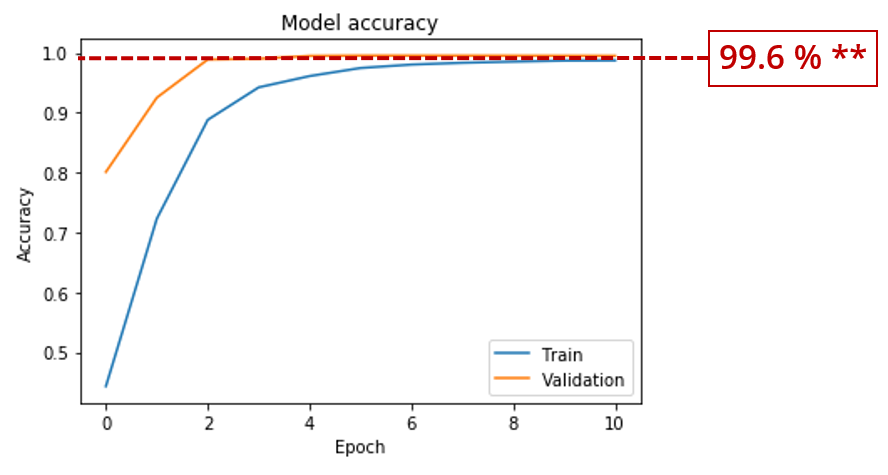 Model accuracy
99.6 % **
1.0
0.9
0.8
0.7
0.6
0.5
Accuracy
Train
Validation
0 2 4 6 8 10
Epoch